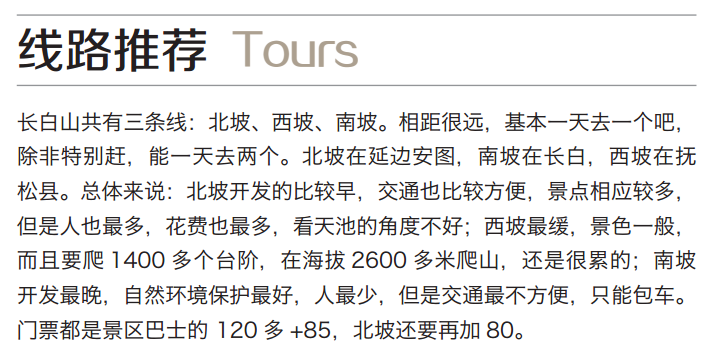 线路推荐 Tours
长白山共有三条线：北坡、西坡、南坡。相距很远，基本一天去一个吧，
除非特别赶，能一天去两个。北坡在延边安图，南坡在长白，西坡在抚
松县。总体来说：北坡开发的比较早，交通也比较方便，景点相应较多，
但是人也最多，花费也最多，看天池的角度不好；西坡最缓，景色一般，
而且要爬 1400 多个台阶，在海拔 2600 多米爬山，还是很累的；南坡
开发最晚，自然环境保护最好，人最少，但是交通最不方便，只能包车。
门票都是景区巴士的 120 多 +85，北坡还要再加 80。